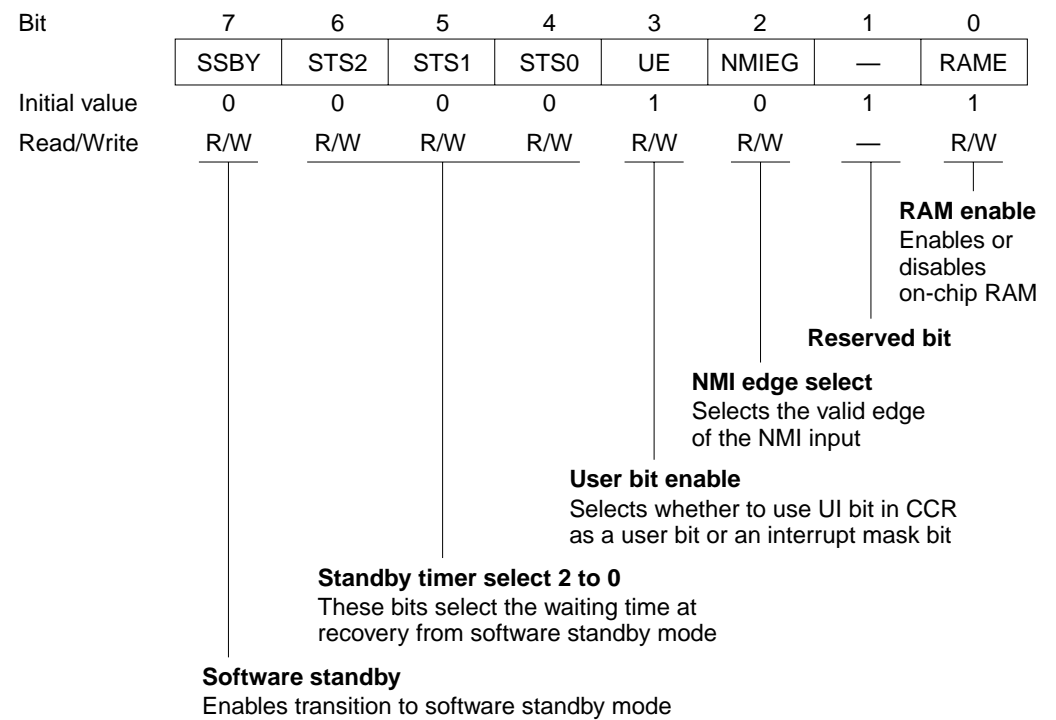 Bit 7 6 5 4 3 2 1 0
SSBY STS2 STS1 STS0 UE NMIEG — RAME
Initial value 0 0 0 0 1 0 1 1
Read/Write R/W R/W R/W R/W R/W R/W — R/W
RAM enable
Enables or
disables
on-chip RAM
Reserved bit
NMI edge select
Selects the valid edge
of the NMI input
User bit enable
Selects whether to use UI bit in CCR
as a user bit or an interrupt mask bit
Standby timer select 2 to 0
These bits select the waiting time at
recovery from software standby mode
Software standby
Enables transition to software standby mode